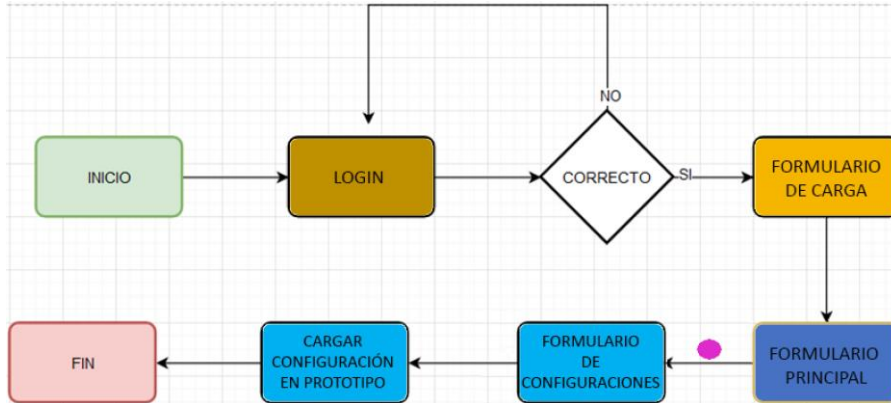 NO
INICIO
LOGIN
CORRECTO
SI
FORMULARIO
DE CARGA
FIN
CARGAR
CONFIGURACIÓN
EN PROTOTIPO
FORMULARIO
DE
CONFIGURACIONES
FORMULARIO
PRINCIPAL